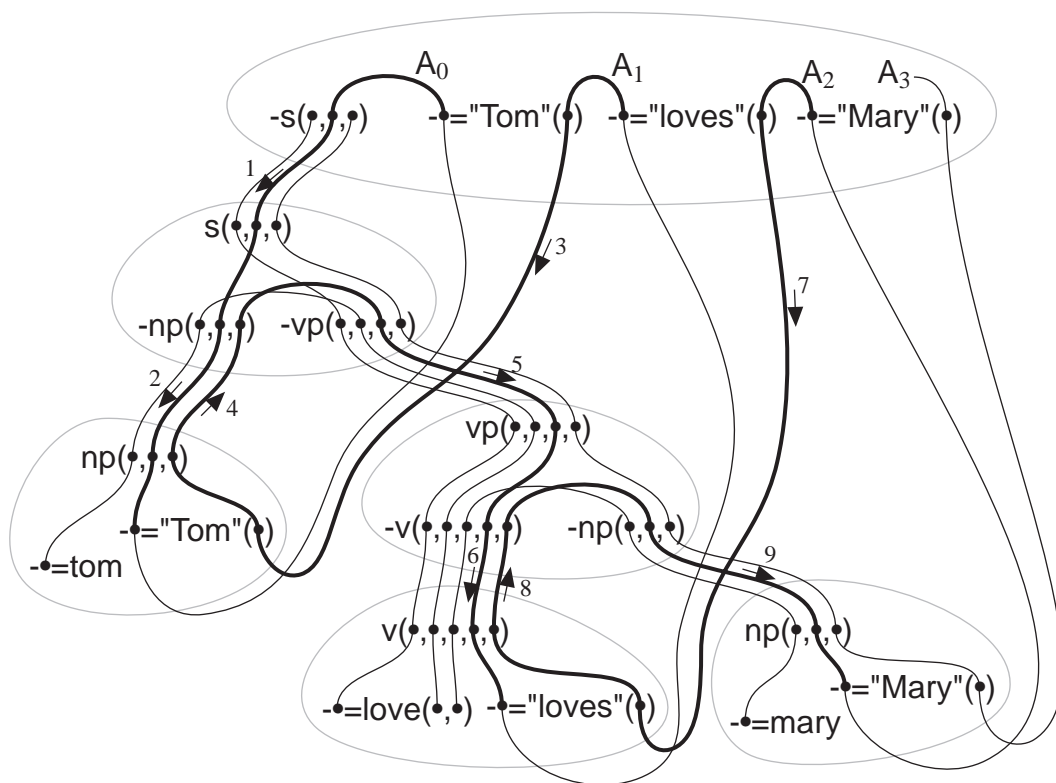 A0 A1 A2 A3
-s(,,) -="Tom"() -="loves"() -="Mary"()
1
s(,,)
3
7
-np(,,) -vp(,,,)
2
4
5
vp(,,,)
np(,,)
-="Tom"()
-=tom
-v(,,,,) -np(,,)
6
8
9
v(,,,,) np(,,)
-=love(,) -="loves"() -="Mary"()
-=mary